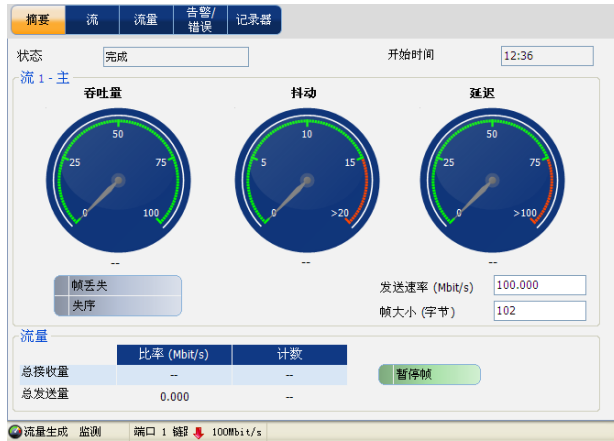 摘要 流 流量 告警/错误 记录器
状态 完成 开始时间 12:36
流 1 - 主
吞吐量 抖动 延迟
50 10 50
25 75 5 15 25 75
0 100 0 >20 0 >100
-- -- --
帧丢失
失序
发送速率 (Mbit/s) 100.000
帧大小 (字节) 102
流量
比率 (Mbit/s) 计数
总接收量 -- --
总发送量 0.000 --
暂停帧
流量生成 监测 端口 1 链路 100Mbit/s